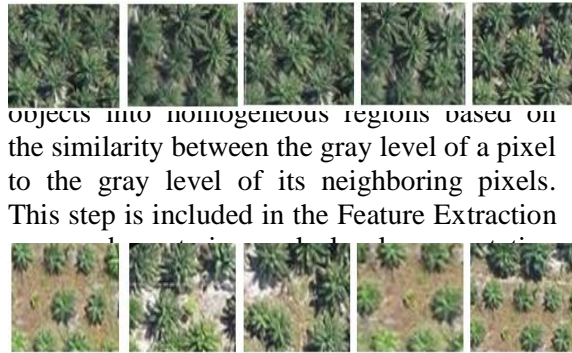 objects into homogeneous regions based on
the similarity between the gray level of a pixel
to the gray level of its neighboring pixels.
This step is included in the Feature Extraction